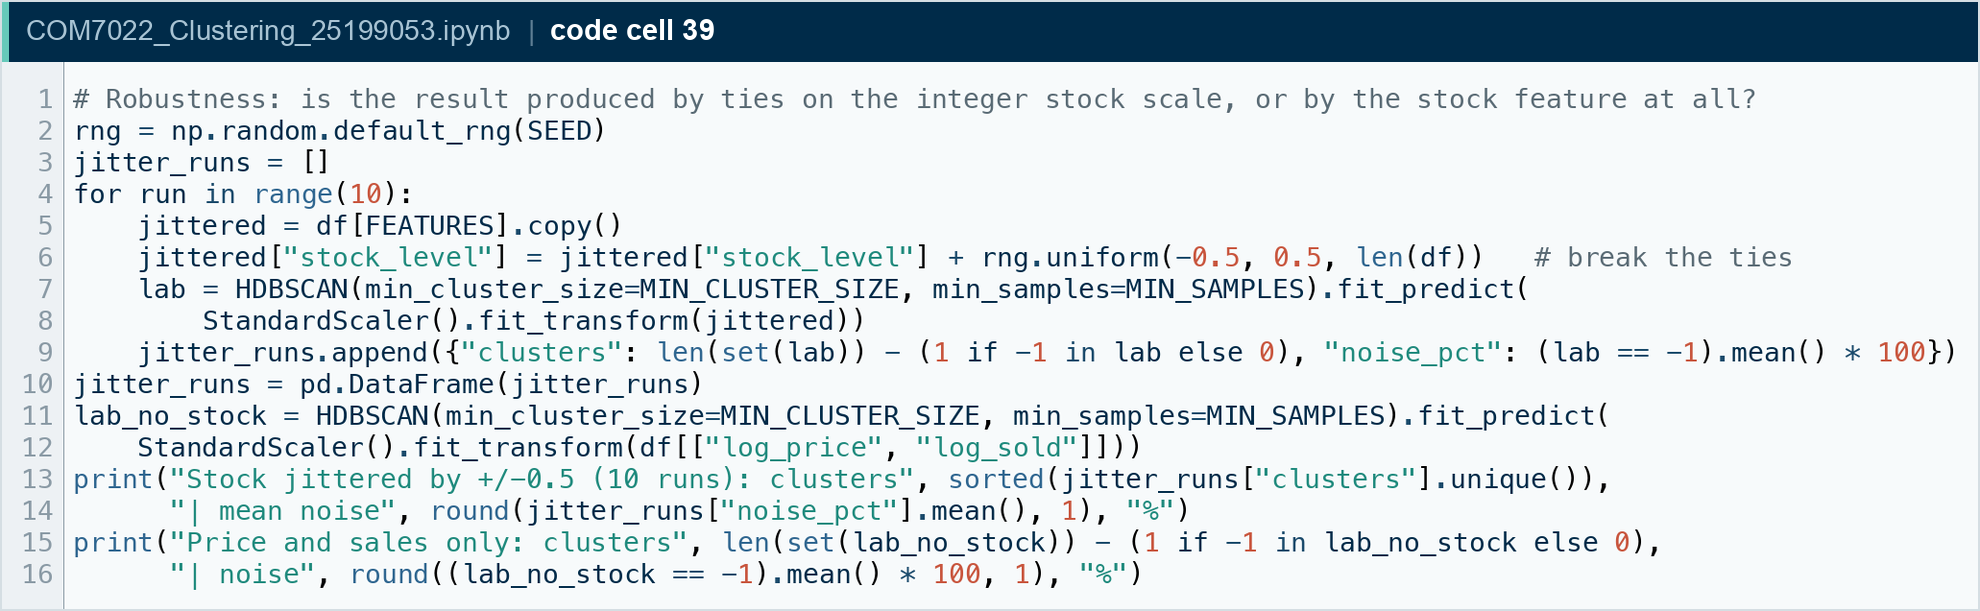 COM7022_Clustering_25199053.ipynb | code cell 39
1 # Robustness: is the result produced by ties on the integer stock scale, or by the stock feature at all?
2 rng = np.random.default_rng(SEED)
3 jitter_runs = []
4 for run in range(10):
5     jittered = df[FEATURES].copy()
6     jittered["stock_level"] = jittered["stock_level"] + rng.uniform(−0.5, 0.5, len(df))   # break the ties
7     lab = HDBSCAN(min_cluster_size=MIN_CLUSTER_SIZE, min_samples=MIN_SAMPLES).fit_predict(
8         StandardScaler().fit_transform(jittered))
9     jitter_runs.append({"clusters": len(set(lab)) − (1 if −1 in lab else 0), "noise_pct": (lab == −1).mean() * 100})
10 jitter_runs = pd.DataFrame(jitter_runs)
11 lab_no_stock = HDBSCAN(min_cluster_size=MIN_CLUSTER_SIZE, min_samples=MIN_SAMPLES).fit_predict(
12     StandardScaler().fit_transform(df[["log_price", "log_sold"]]))
13 print("Stock jittered by +/−0.5 (10 runs): clusters", sorted(jitter_runs["clusters"].unique()),
14       "| mean noise", round(jitter_runs["noise_pct"].mean(), 1), "%")
15 print("Price and sales only: clusters", len(set(lab_no_stock)) − (1 if −1 in lab_no_stock else 0),
16       "| noise", round((lab_no_stock == −1).mean() * 100, 1), "%")